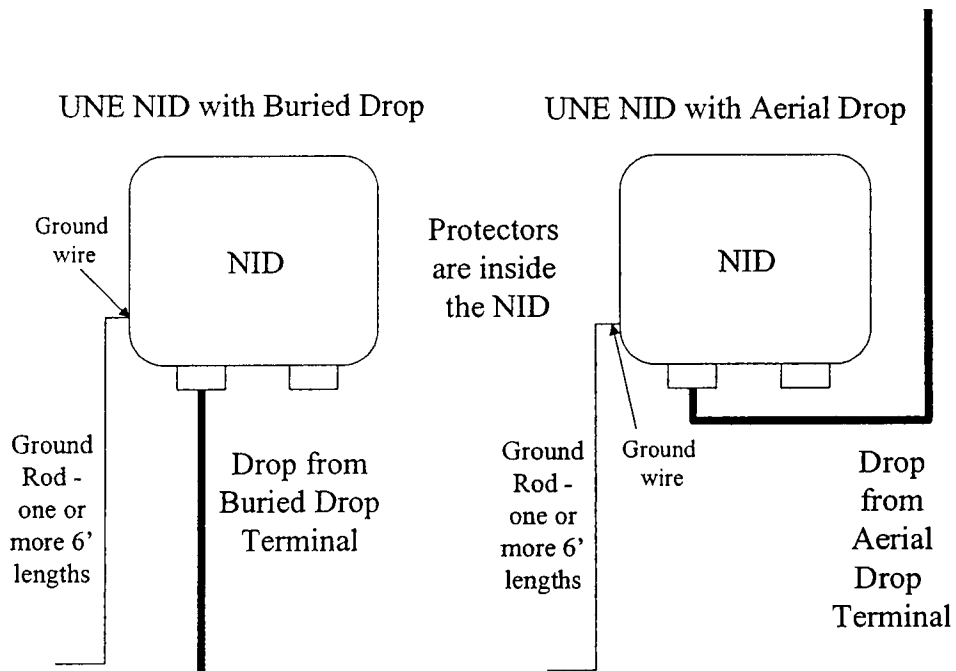 UNE NID with Buried Drop
Ground
wire
NID
Ground
Rod -
one or
more 6'
lengths
Drop from
Buried Drop
Terminal
Protectors
are inside
the NID
UNE NID with Aerial Drop
NID
Ground
Rod -
one or
more 6'
lengths
Ground
wire
Drop
from
Aerial
Drop
Terminal